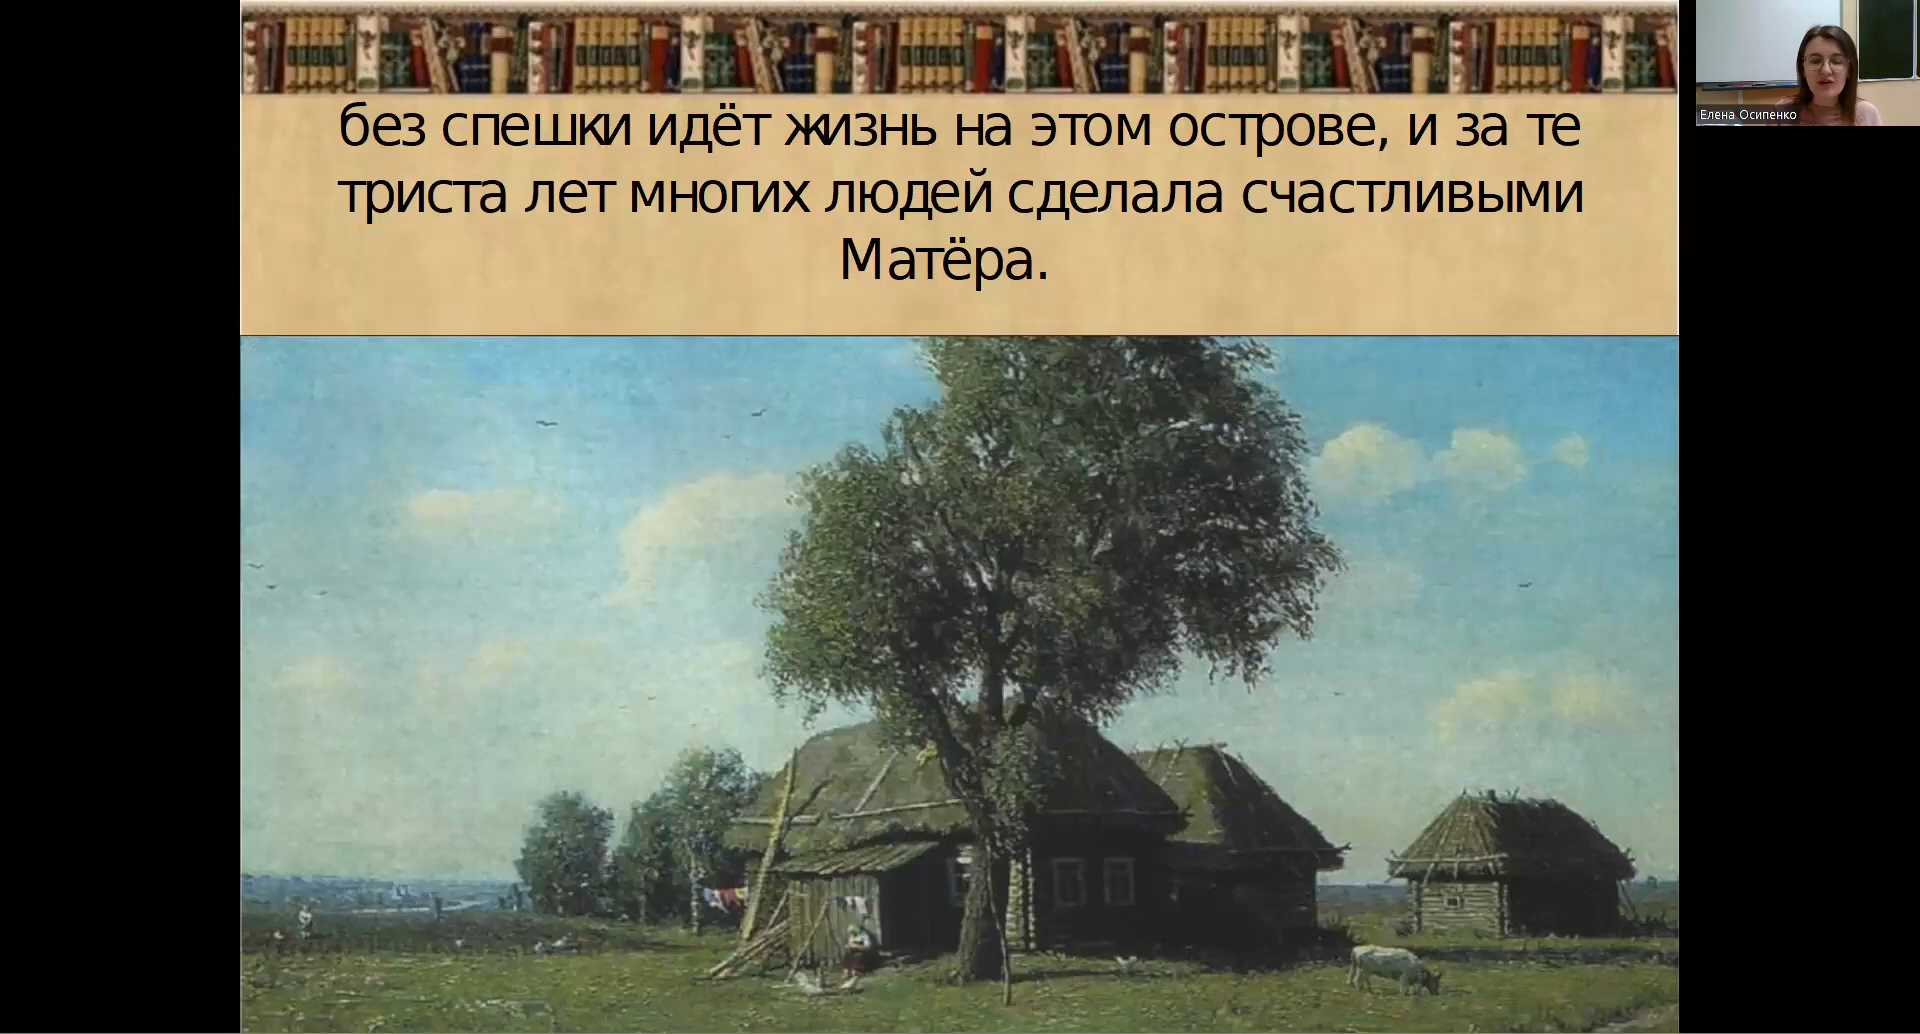 без спешки идёт жизнь на этом острове, и за те
триста лет многих людей сделала счастливыми
Матёра.
Елена Осипенко